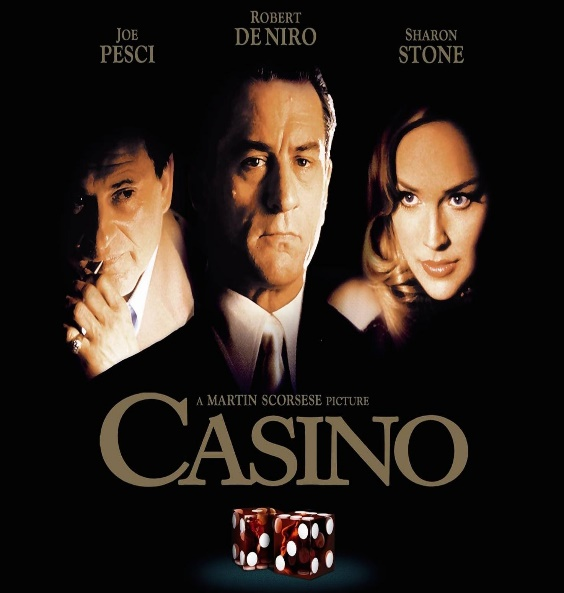 JOE
PESCI
ROBERT
DE NIRO
SHARON
STONE
A MARTIN SCORSESE PICTURE
CASINO